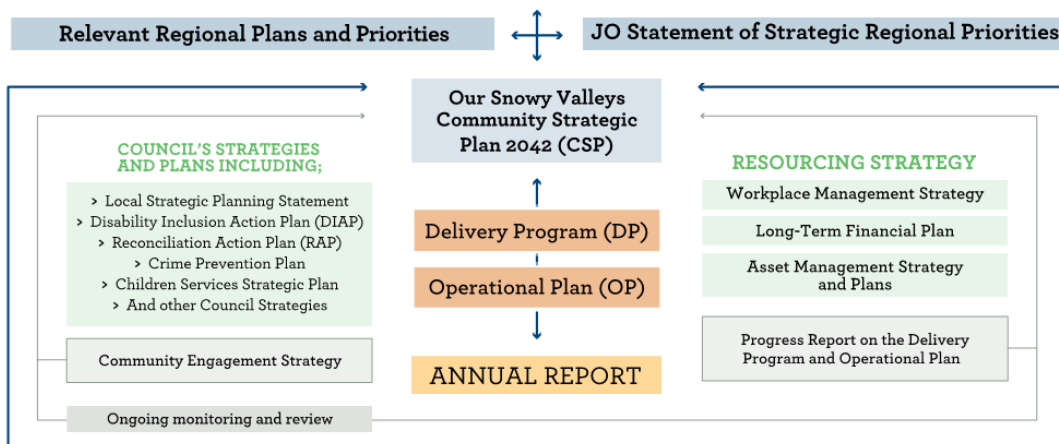 Relevant Regional Plans and Priorities
JO Statement of Strategic Regional Priorities
Our Snowy Valleys
Community Strategic
Plan 2042 (CSP)
COUNCIL'S STRATEGIES
AND PLANS INCLUDING;
> Local Strategic Planning Statement
> Disability Inclusion Action Plan (DIAP)
> Reconciliation Action Plan (RAP)
> Crime Prevention Plan
> Children Services Strategic Plan
> And other Council Strategies
Community Engagement Strategy
Ongoing monitoring and review
Delivery Program (DP)
Operational Plan (OP)
ANNUAL REPORT
RESOURCING STRATEGY
Workplace Management Strategy
Long-Term Financial Plan
Asset Management Strategy
and Plans
Progress Report on the Delivery
Program and Operational Plan